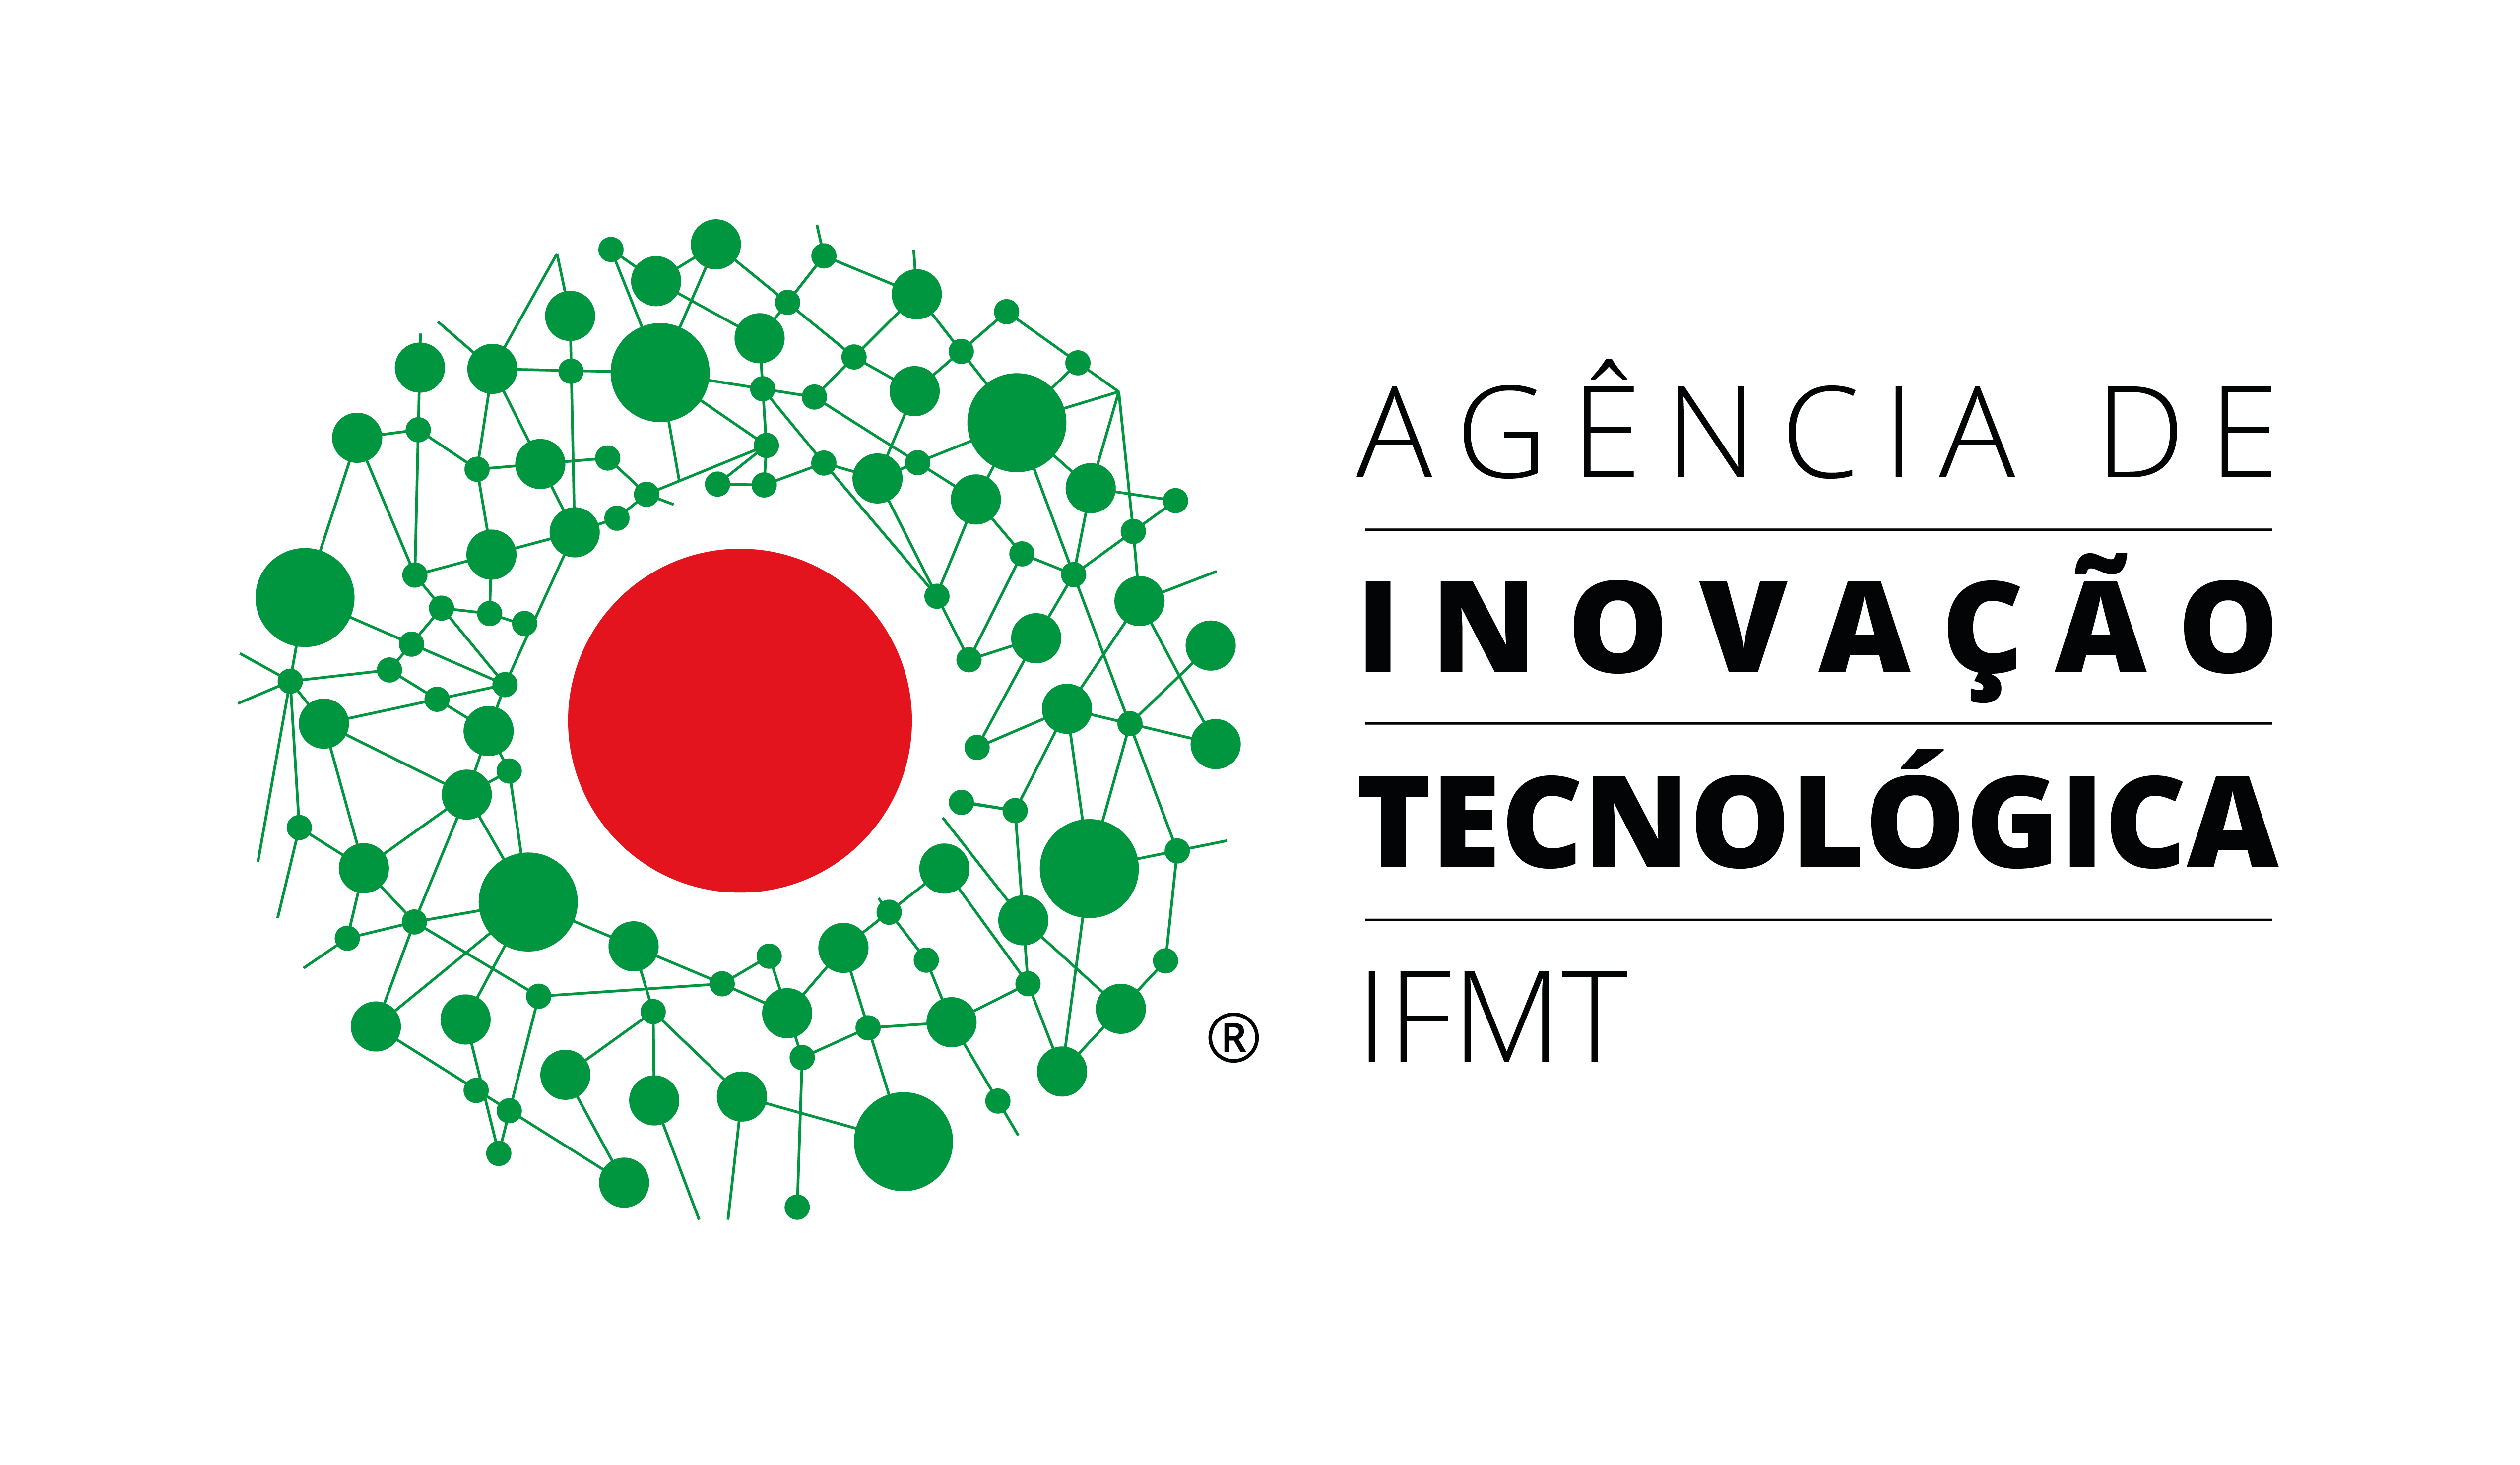 AGÊNCIA DE
INOVAÇÃO
TECNOLÓGICA
IFMT
®